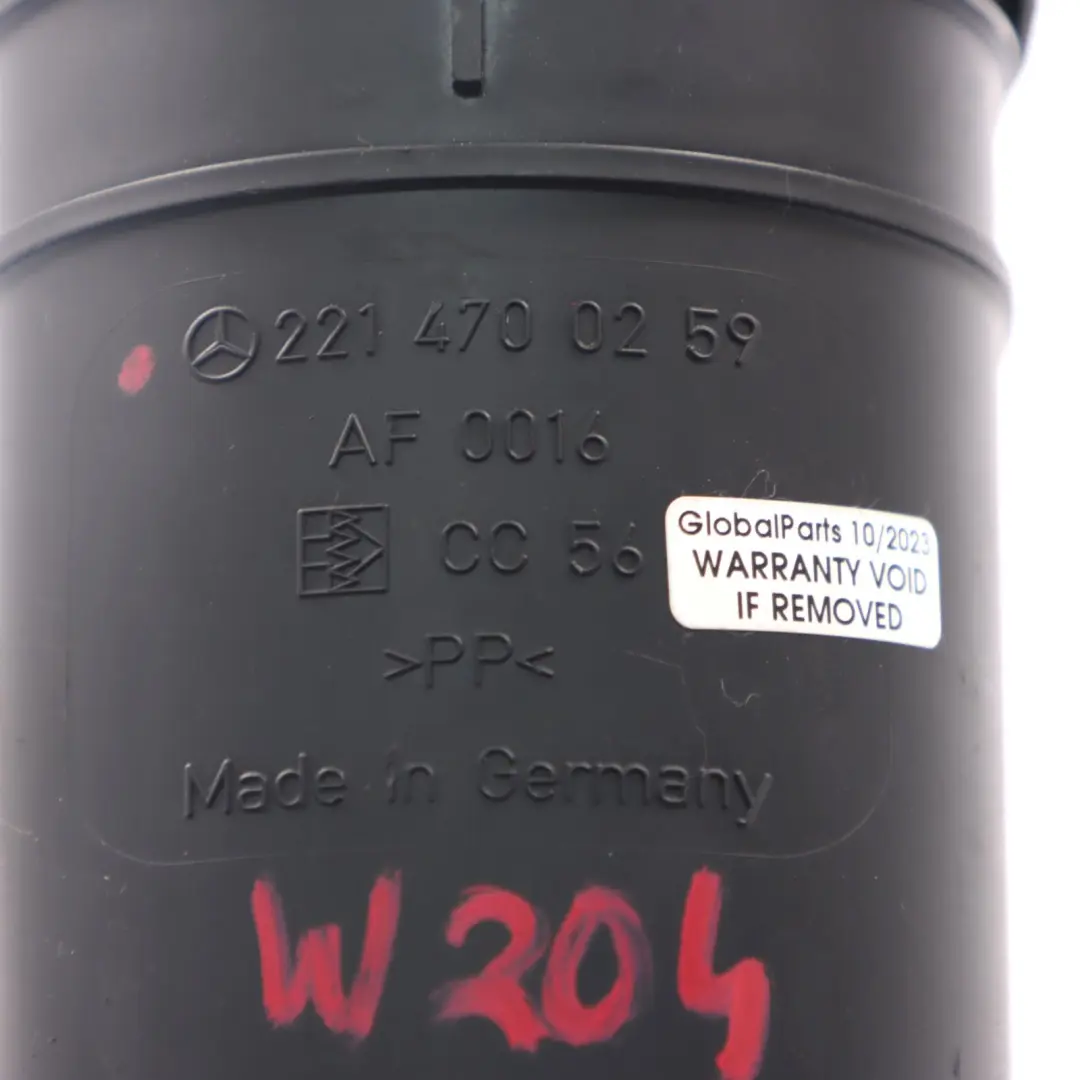 221 470 02 59
AF 0016
CC 56
>PP<
Made in Germany
GlobalParts 10/2023
WARRANTY VOID
IF REMOVED
W204